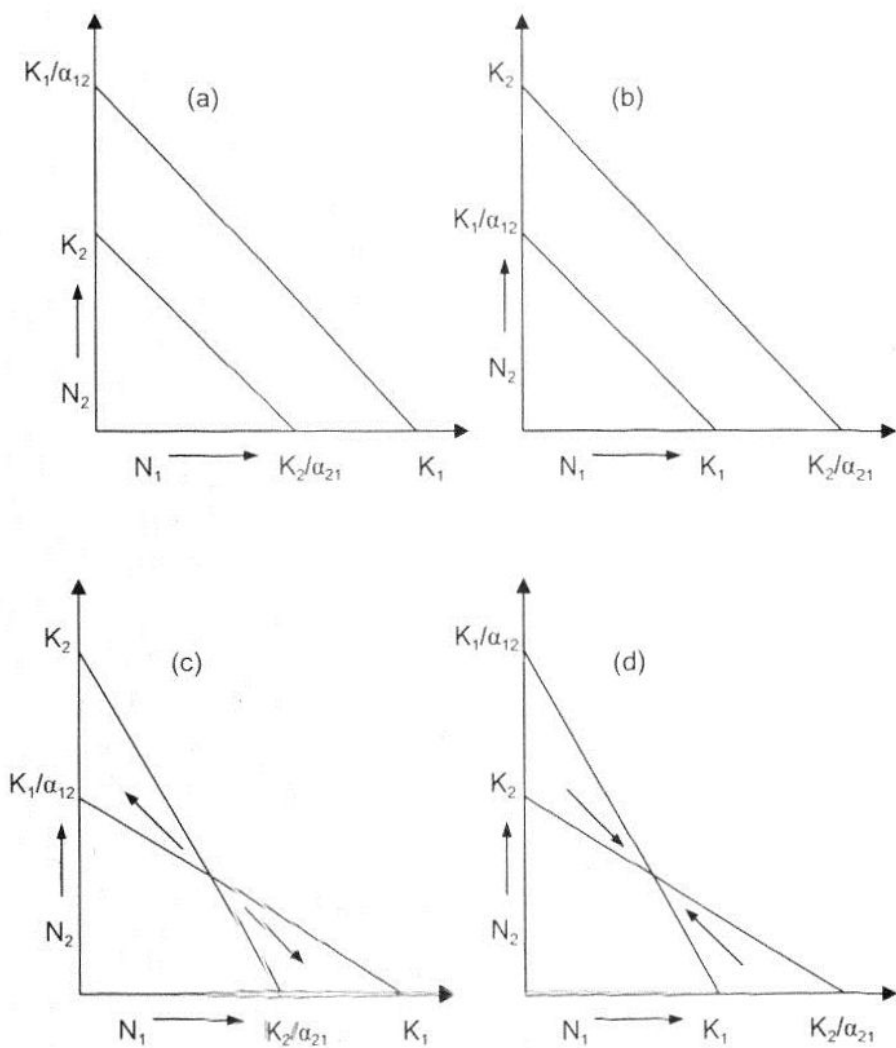 K₁/α₁₂
(a)
K₂
N₂
N₁
K₂/α₂₁
K₁
K₂
(b)
K₁/α₁₂
N₂
N₁
K₁
K₂/α₂₁
K₂
(c)
K₁/α₁₂
N₂
N₁
K₂/α₂₁
K₁
K₁/α₁₂
(d)
K₂
N₂
N₁
K₁
K₂/α₂₁